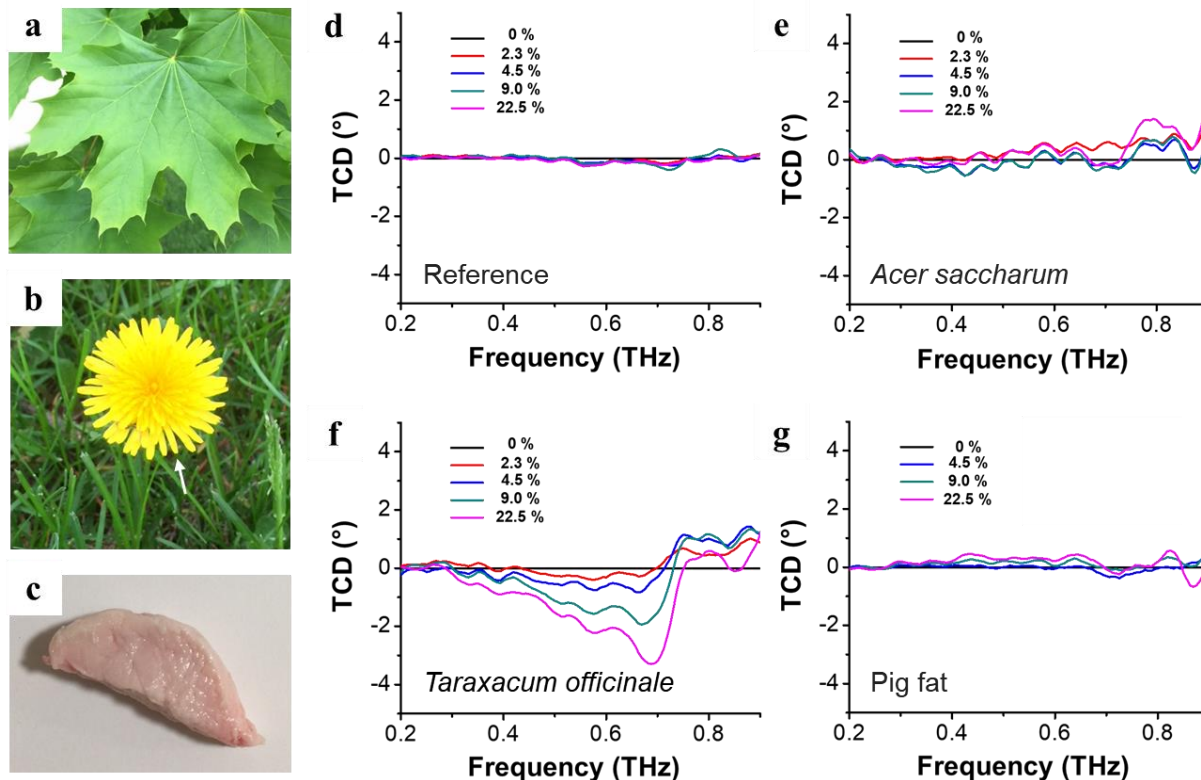 a
b
c
d
0 %
2.3 %
4.5 %
9.0 %
22.5 %
4
2
0
-2
-4
TCD (°)
Reference
0.2
0.4
0.6
0.8
Frequency (THz)
e
0 %
2.3 %
4.5 %
9.0 %
22.5 %
4
2
0
-2
-4
TCD (°)
Acer saccharum
0.2
0.4
0.6
0.8
Frequency (THz)
f
0 %
2.3 %
4.5 %
9.0 %
22.5 %
4
2
0
-2
-4
TCD (°)
Taraxacum officinale
0.2
0.4
0.6
0.8
Frequency (THz)
g
0 %
4.5 %
9.0 %
22.5 %
4
2
0
-2
-4
TCD (°)
Pig fat
0.2
0.4
0.6
0.8
Frequency (THz)